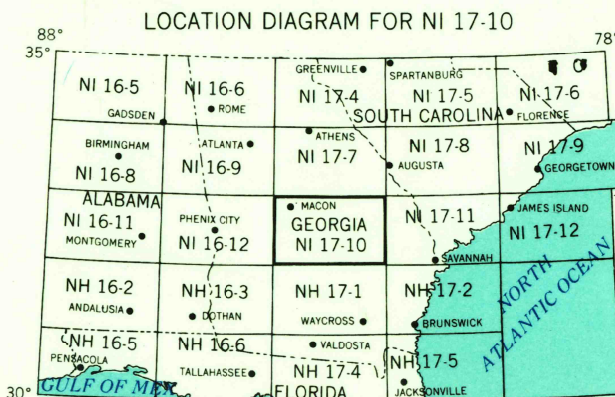 LOCATION DIAGRAM FOR NI 17-10
88°
78°
35°
GREENVILLE
SPARTANBURG
NI 16-5
NI 16-6
NI 17-4
NI 17-5
NI 17-6
GADSDEN
ROME
SOUTH CAROLINA
FLORENCE
BIRMINGHAM
ATLANTA
ATHENS
NI 17-8
NI 17-9
NI 16-8
NI 16-9
NI 17-7
AUGUSTA
GEORGETOWN
ALABAMA
MACON
JAMES ISLAND
NI 16-11
PHENIX CITY
GEORGIA
NI 17-11
NI 17-12
MONTGOMERY
NI 16-12
NI 17-10
SAVANNAH
NH 16-2
NH 16-3
NH 17-1
NH 17-2
NORTH
ATLANTIC OCEAN
ANDALUSIA
DOTHAN
WAYCROSS
BRUNSWICK
NH 16-5
NH 16-6
VALDOSTA
NH 17-5
PENSACOLA
TALLAHASSEE
NH 17-4
30°
GULF OF MEX
FLORIDA
JACKSONVILLE